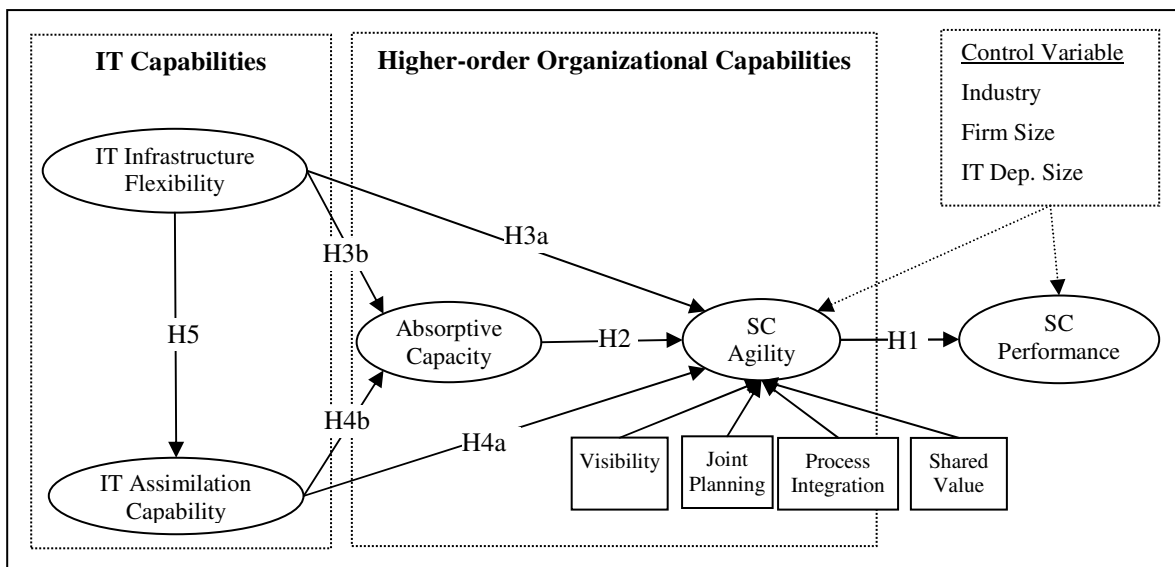 IT Capabilities
Higher-order Organizational Capabilities
Control Variable
Industry
Firm Size
IT Dep. Size
IT Infrastructure
Flexibility
H3a
H3b
H5
Absorptive
Capacity
H2
SC
Agility
H1
SC
Performance
H4b
H4a
IT Assimilation
Capability
Visibility
Joint
Planning
Process
Integration
Shared
Value